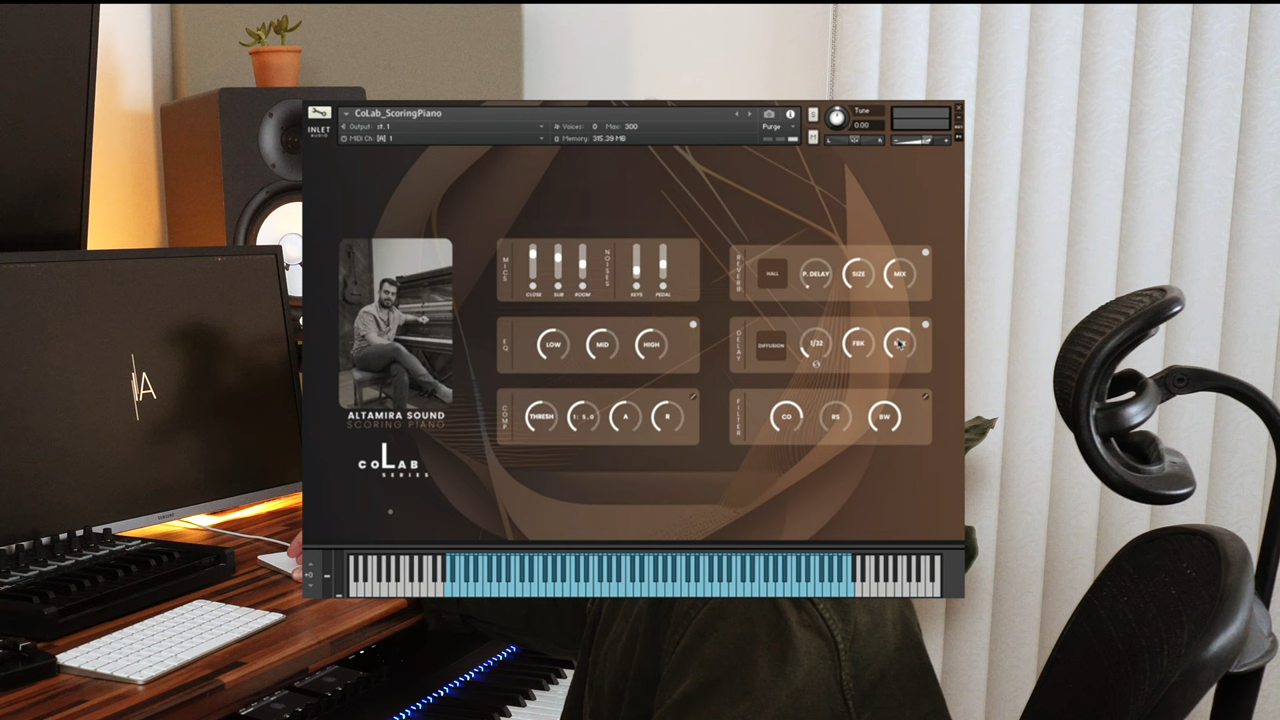 CoLab_ScoringPiano
Output: st. 1
Voices: 0 Max: 300
Purge
MIDI Ch: [A] 1
Memory: 315.39 MB
INLET
AUDIO
S
M
Tune
0.00
L
R
MICS
CLOSE
SUB
ROOM
NOISES
KEYS
PEDAL
REVERB
HALL
P. DELAY
SIZE
MIX
EQ
LOW
MID
HIGH
DELAY
DIFFUSION
1/32
FBK
COMP
THRESH
1: 5.0
A
R
FILTER
CO
RS
BW
ALTAMIRA SOUND
SCORING PIANO
COLAB
SERIES
+0
IA
SAMSUNG